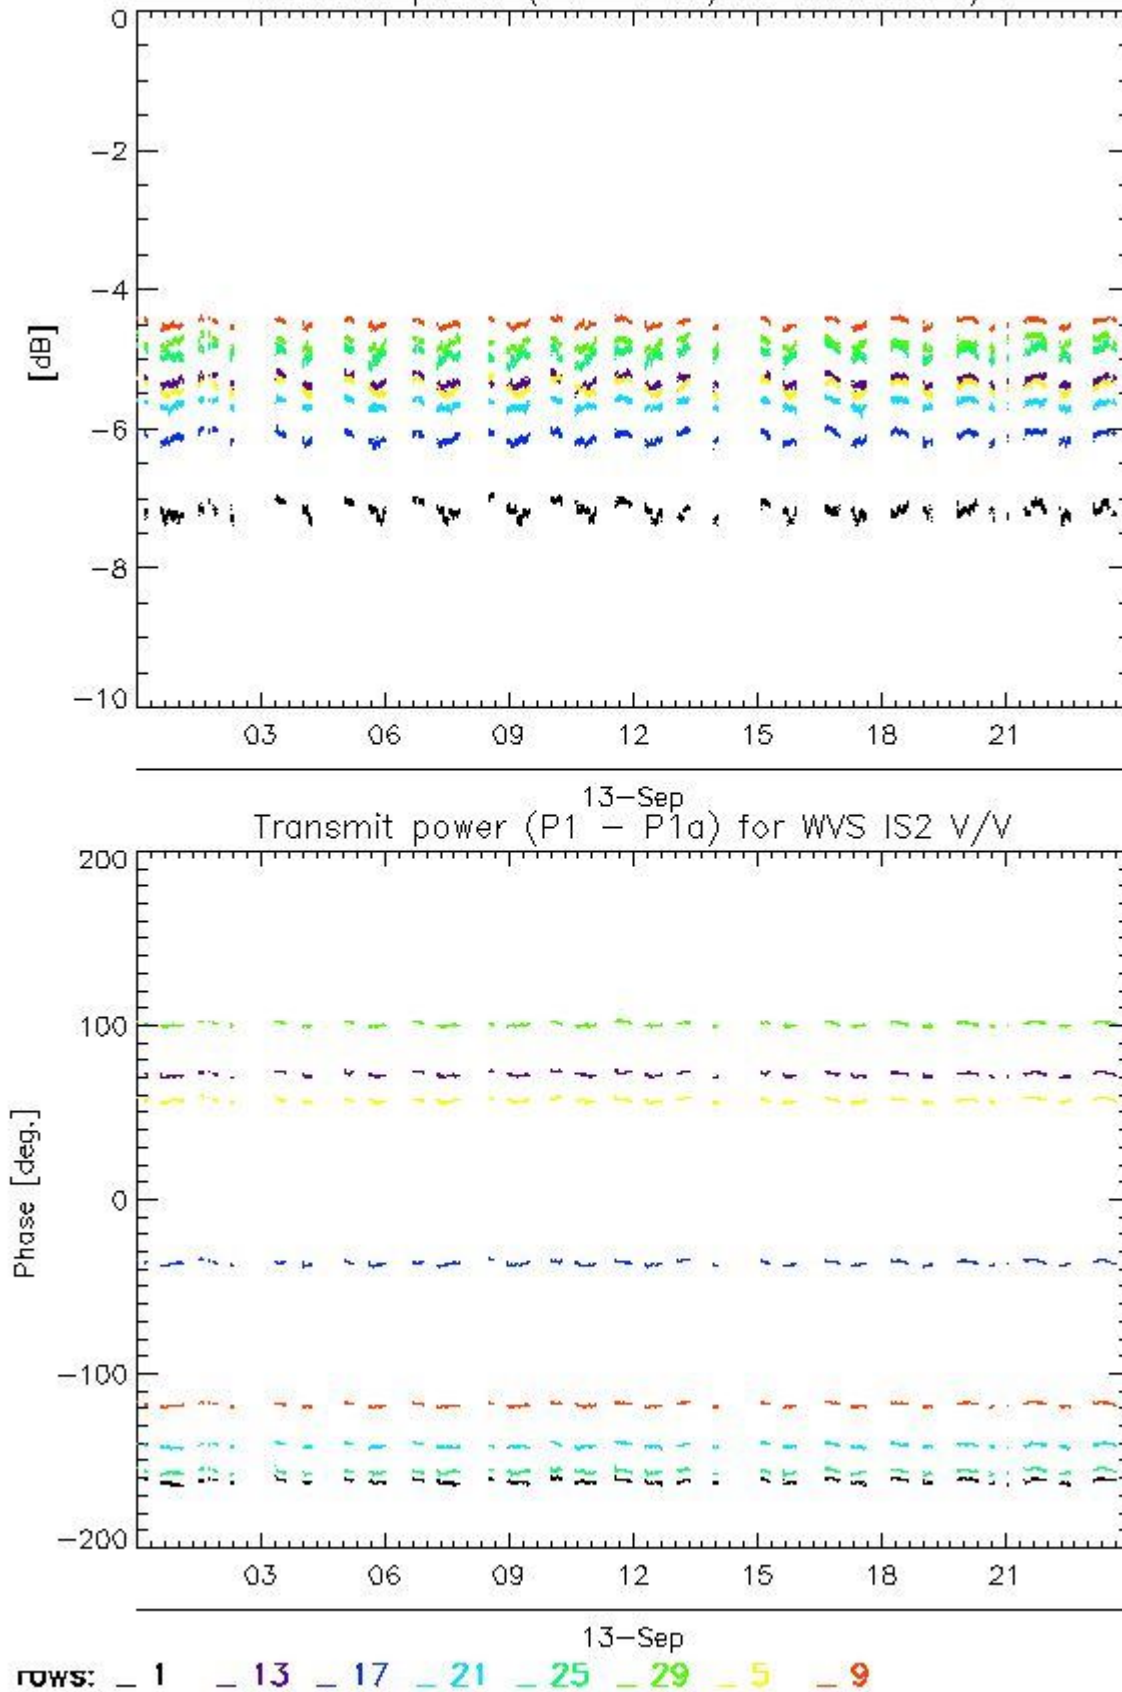 0
-2
-4
[dB]
-6
-8
-10
03 06 09 12 15 18 21
13-Sep
Transmit power (P1 - P1a) for WVS IS2 V/V
200
100
Phase [deg.]
0
-100
-200
03 06 09 12 15 18 21
13-Sep
rows: _ 1 _ 13 _ 17 _ 21 _ 25 _ 29 _ 5 _ 9